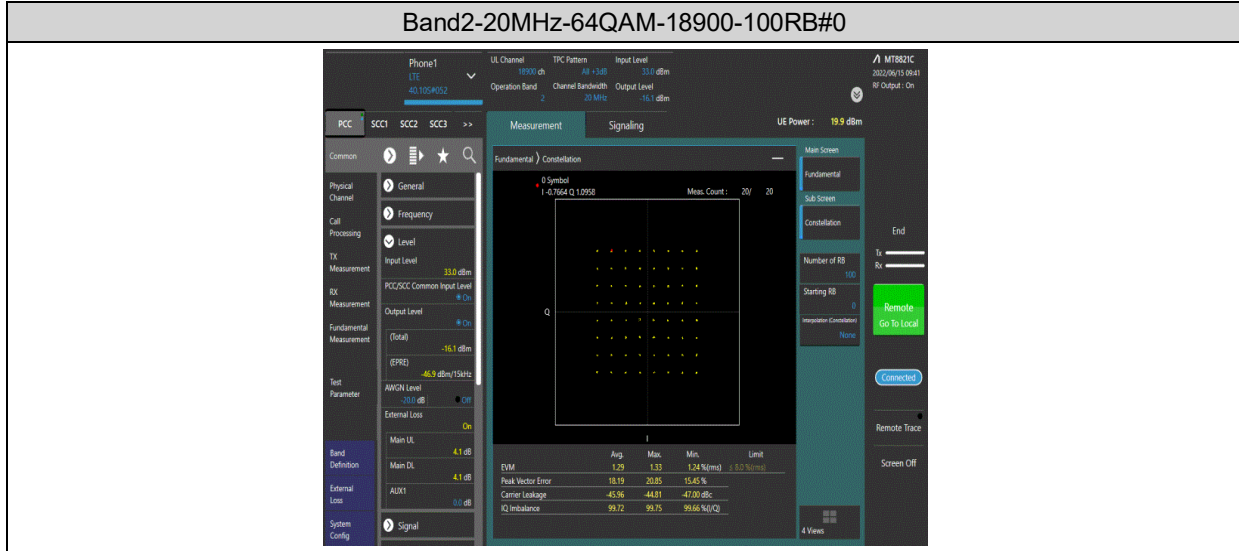 Band2-20MHz-64QAM-18900-100RB#0
Phone1
LTE
40.105#052
UL Channel TPC Pattern Input Level
18900 ch All +3dB 33.0 dBm
Operation Band Channel Bandwidth Output Level
2 20 MHz -16.1 dBm
MT8821C
2022/06/15 09:41
RF Output : On
PCC SCC1 SCC2 SCC3 >>
Measurement Signaling
UE Power : 19.9 dBm
Common
Physical
Channel
Call
Processing
TX
Measurement
RX
Measurement
Fundamental
Measurement
Test
Parameter
Band
Definition
External
Loss
System
Config
General
Frequency
Level
Input Level
33.0 dBm
PCC/SCC Common Input Level
On
Output Level
On
(Total)
-16.1 dBm
(EPRE)
-46.9 dBm/15kHz
AWGN Level
-20.0 dB Off
External Loss
On
Main UL
4.1 dB
Main DL
4.1 dB
AUX1
0.0 dB
Signal
Fundamental ⟩ Constellation
0 Symbol
I -0.7664 Q 1.0958 Meas. Count : 20/ 20
Q
I
Avg. Max. Min. Limit
EVM 1.29 1.33 1.24 %(rms) ± 8.0 %(rms)
Peak Vector Error 18.19 20.85 15.45 %
Carrier Leakage -45.96 -44.81 -47.00 dBc
IQ Imbalance 99.72 99.75 99.66 %(I/Q)
Main Screen
Fundamental
Sub Screen
Constellation
Number of RB
100
Starting RB
0
Interpolation (Constellation)
None
4 Views
End
Tx
Rx
Remote
Go To Local
Connected
Remote Trace
Screen Off